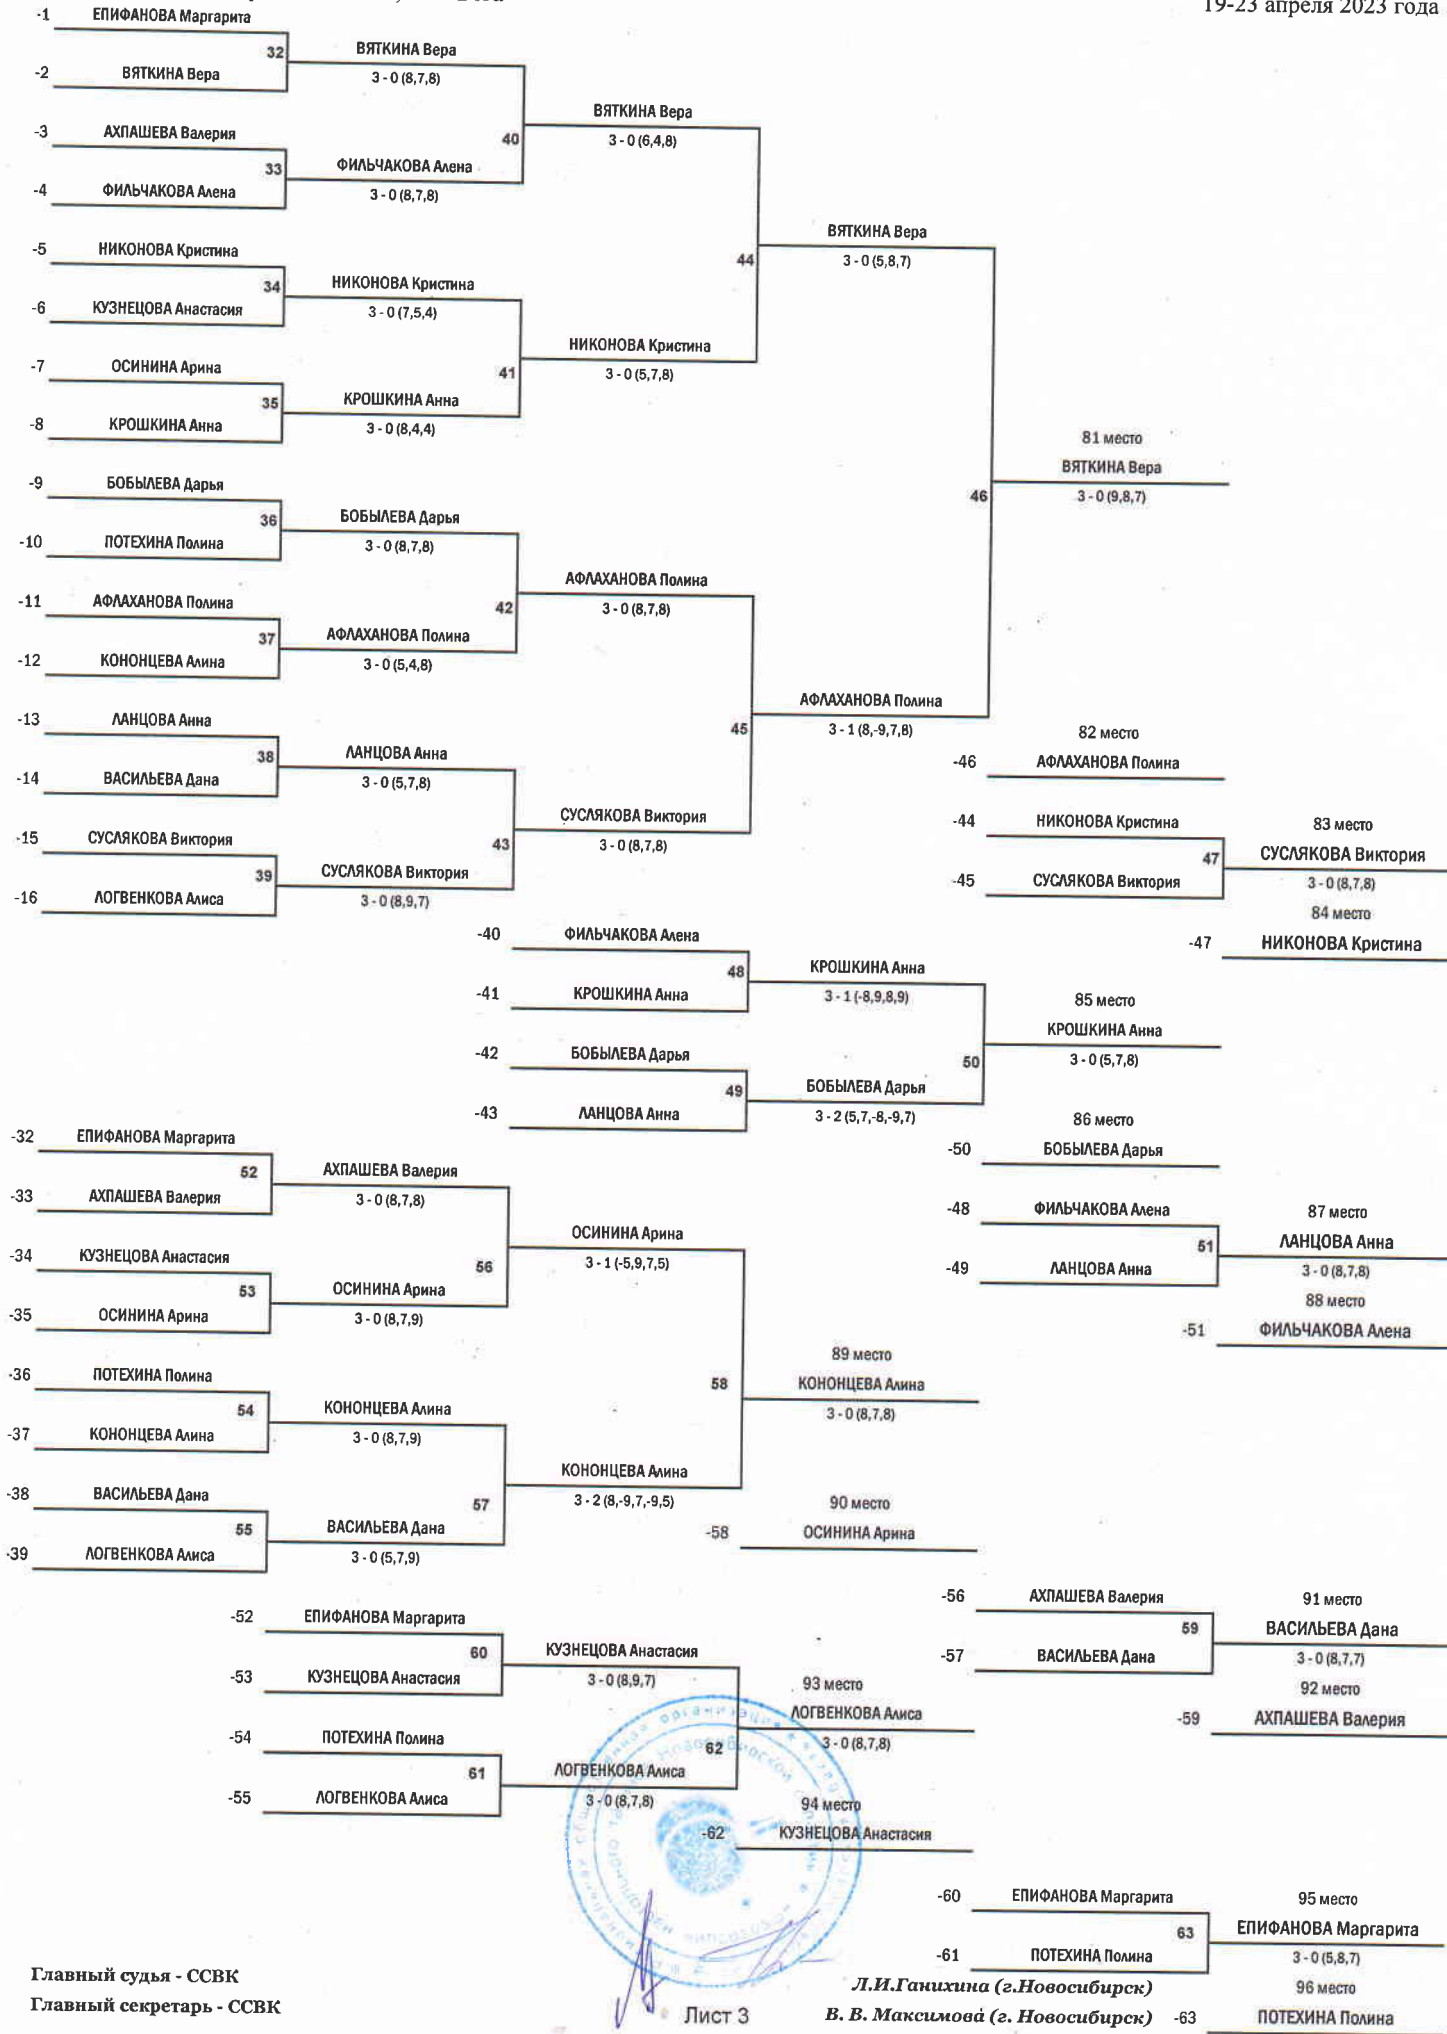 19-23 апреля 2023 года
-1 ЕПИФАНОВА Маргарита
32 ВЯТКИНА Вера
-2 ВЯТКИНА Вера 3 - 0 (8,7,8)
ВЯТКИНА Вера
-3 АХПАШЕВА Валерия 40 3 - 0 (6,4,8)
33 ФИЛЬЧАКОВА Алена
-4 ФИЛЬЧАКОВА Алена 3 - 0 (8,7,8)
ВЯТКИНА Вера
-5 НИКОНОВА Кристина 44 3 - 0 (5,8,7)
34 НИКОНОВА Кристина
-6 КУЗНЕЦОВА Анастасия 3 - 0 (7,5,4)
НИКОНОВА Кристина
-7 ОСИНИНА Арина 41 3 - 0 (5,7,8)
35 КРОШКИНА Анна
-8 КРОШКИНА Анна 3 - 0 (8,4,4)
81 место
ВЯТКИНА Вера
-9 БОБЫЛЕВА Дарья 46 3 - 0 (9,8,7)
36 БОБЫЛЕВА Дарья
-10 ПОТЕХИНА Полина 3 - 0 (8,7,8)
АФЛАХАНОВА Полина
-11 АФЛАХАНОВА Полина 42 3 - 0 (8,7,8)
37 АФЛАХАНОВА Полина
-12 КОНОНЦЕВА Алина 3 - 0 (5,4,8)
АФЛАХАНОВА Полина
-13 ЛАНЦОВА Анна 45 3 - 1 (8,-9,7,8) 82 место
38 ЛАНЦОВА Анна -46 АФЛАХАНОВА Полина
-14 ВАСИЛЬЕВА Дана 3 - 0 (5,7,8)
СУСЛЯКОВА Виктория -44 НИКОНОВА Кристина 83 место
-15 СУСЛЯКОВА Виктория 43 3 - 0 (8,7,8) 47 СУСЛЯКОВА Виктория
39 СУСЛЯКОВА Виктория -45 СУСЛЯКОВА Виктория 3 - 0 (8,7,8)
-16 ЛОГВЕНКОВА Алиса 3 - 0 (8,9,7) 84 место
-40 ФИЛЬЧАКОВА Алена -47 НИКОНОВА Кристина
48 КРОШКИНА Анна
-41 КРОШКИНА Анна 3 - 1 (-8,9,8,9) 85 место
КРОШКИНА Анна
-42 БОБЫЛЕВА Дарья 50 3 - 0 (5,7,8)
49 БОБЫЛЕВА Дарья
-43 ЛАНЦОВА Анна 3 - 2 (5,7,-8,-9,7) 86 место
-32 ЕПИФАНОВА Маргарита -50 БОБЫЛЕВА Дарья
52 АХПАШЕВА Валерия
-33 АХПАШЕВА Валерия 3 - 0 (8,7,8) -48 ФИЛЬЧАКОВА Алена 87 место
ОСИНИНА Арина 51 ЛАНЦОВА Анна
-34 КУЗНЕЦОВА Анастасия 56 3 - 1 (-5,9,7,5) -49 ЛАНЦОВА Анна 3 - 0 (8,7,8)
53 ОСИНИНА Арина 88 место
-35 ОСИНИНА Арина 3 - 0 (8,7,9) -51 ФИЛЬЧАКОВА Алена
89 место
-36 ПОТЕХИНА Полина 58 КОНОНЦЕВА Алина
54 КОНОНЦЕВА Алина 3 - 0 (8,7,8)
-37 КОНОНЦЕВА Алина 3 - 0 (8,7,9)
КОНОНЦЕВА Алина
-38 ВАСИЛЬЕВА Дана 57 3 - 2 (8,-9,7,-9,5) 90 место
55 ВАСИЛЬЕВА Дана -58 ОСИНИНА Арина
-39 ЛОГВЕНКОВА Алиса 3 - 0 (5,7,9)
-56 АХПАШЕВА Валерия 91 место
-52 ЕПИФАНОВА Маргарита 59 ВАСИЛЬЕВА Дана
60 КУЗНЕЦОВА Анастасия -57 ВАСИЛЬЕВА Дана 3 - 0 (8,7,7)
-53 КУЗНЕЦОВА Анастасия 3 - 0 (8,9,7) 93 место 92 место
ЛОГВЕНКОВА Алиса -59 АХПАШЕВА Валерия
-54 ПОТЕХИНА Полина 62 3 - 0 (8,7,8)
61 ЛОГВЕНКОВА Алиса
-55 ЛОГВЕНКОВА Алиса 3 - 0 (8,7,8) 94 место
-62 КУЗНЕЦОВА Анастасия
-60 ЕПИФАНОВА Маргарита 95 место
63 ЕПИФАНОВА Маргарита
-61 ПОТЕХИНА Полина 3 - 0 (5,8,7)
Главный судья - ССВК Л.И.Ганихина (г.Новосибирск) 96 место
Главный секретарь - ССВК Лист 3 В. В. Максимова (г. Новосибирск) -63 ПОТЕХИНА Полина